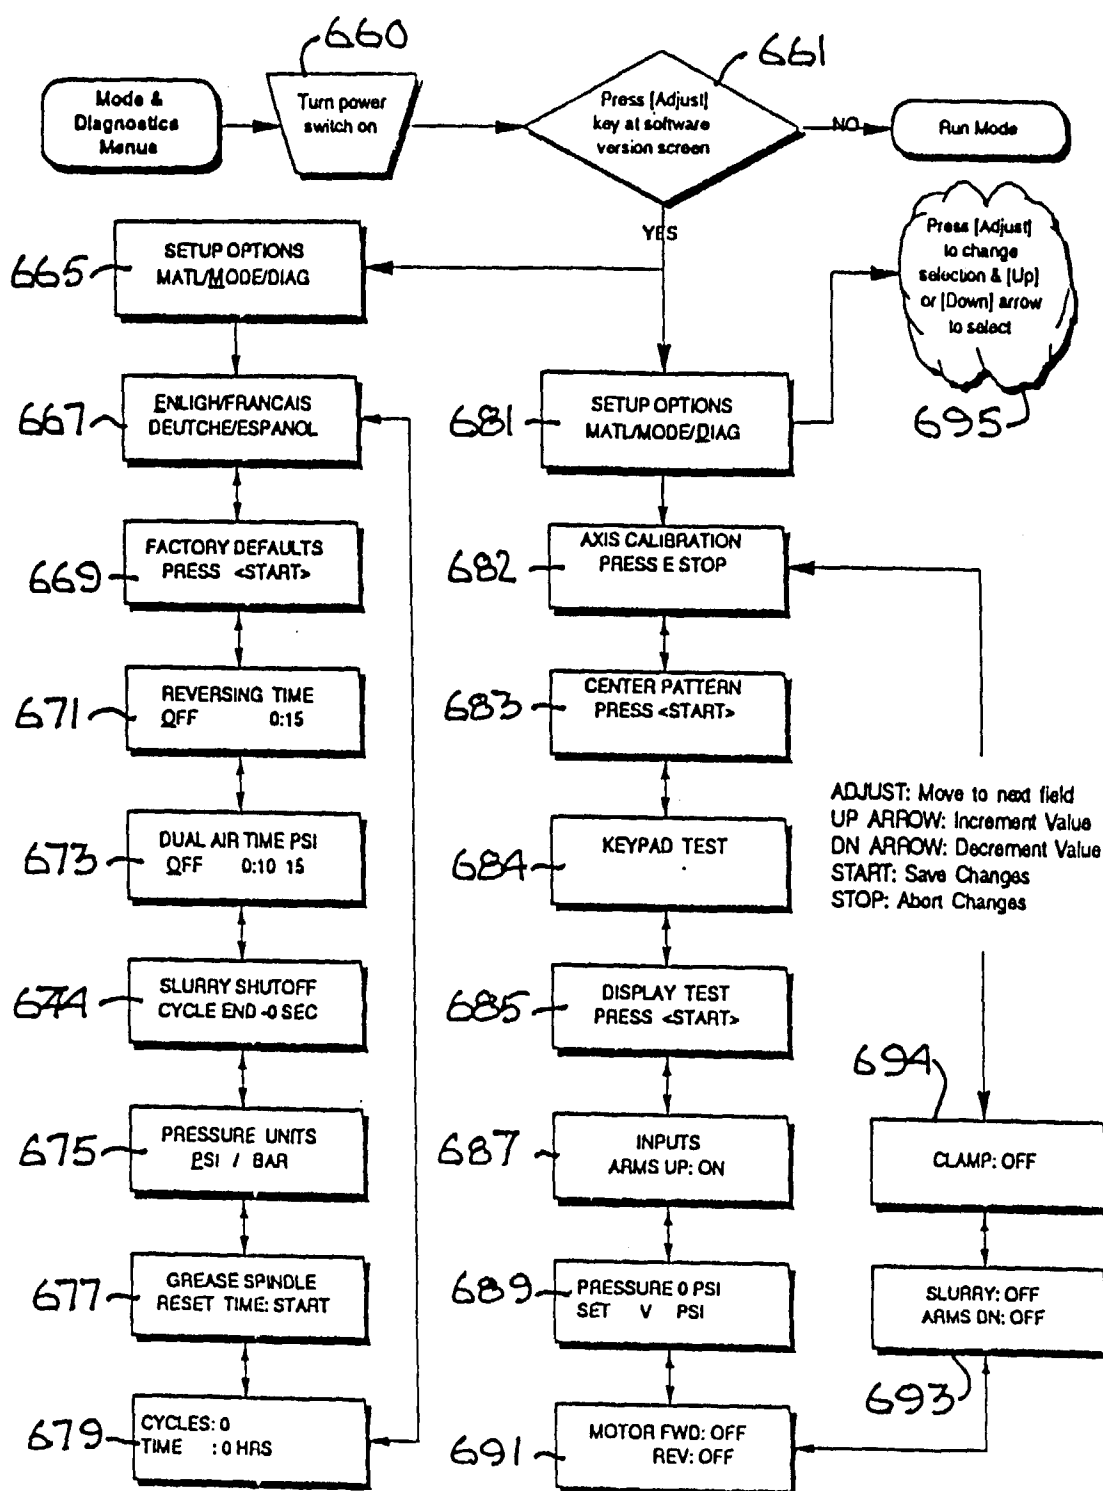 660
661
Mode &
Diagnostics
Menus
Turn power
switch on
Press [Adjust]
key at software
version screen
NO
Run Mode
YES
Press [Adjust]
to change
selection & [Up]
or [Down] arrow
to select
695
665
SETUP OPTIONS
MATL/MODE/DIAG
667
ENLIGH/FRANCAIS
DEUTCHE/ESPANOL
669
FACTORY DEFAULTS
PRESS <START>
671
REVERSING TIME
OFF 0:15
673
DUAL AIR TIME PSI
OFF 0:10 15
674
SLURRY SHUTOFF
CYCLE END -0 SEC
675
PRESSURE UNITS
PSI / BAR
677
GREASE SPINDLE
RESET TIME: START
679
CYCLES: 0
TIME : 0 HRS
681
SETUP OPTIONS
MATL/MODE/DIAG
682
AXIS CALIBRATION
PRESS E STOP
683
CENTER PATTERN
PRESS <START>
684
KEYPAD TEST
685
DISPLAY TEST
PRESS <START>
687
INPUTS
ARMS UP: ON
689
PRESSURE 0 PSI
SET V PSI
691
MOTOR FWD: OFF
REV: OFF
ADJUST: Move to next field
UP ARROW: Increment Value
DN ARROW: Decrement Value
START: Save Changes
STOP: Abort Changes
694
CLAMP: OFF
SLURRY: OFF
ARMS DN: OFF
693